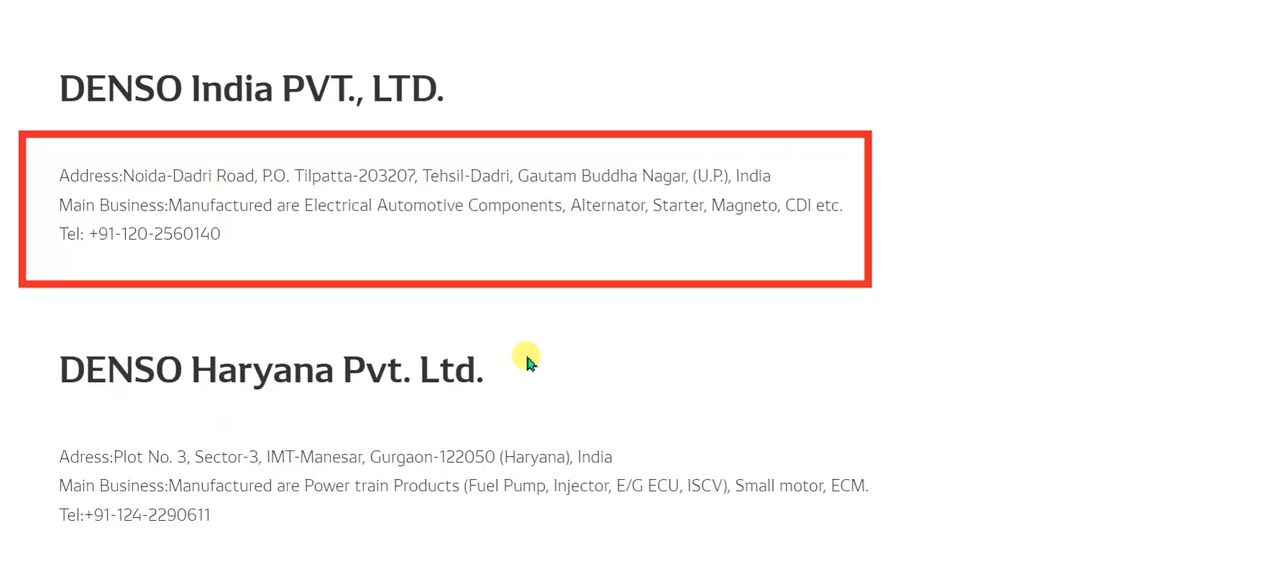 DENSO India PVT., LTD.
Address:Noida-Dadri Road, P.O. Tilpatta-203207, Tehsil-Dadri, Gautam Buddha Nagar, (U.P.), India
Main Business:Manufactured are Electrical Automotive Components, Alternator, Starter, Magneto, CDI etc.
Tel: +91-120-2560140
DENSO Haryana Pvt. Ltd.
Adress:Plot No. 3, Sector-3, IMT-Manesar, Gurgaon-122050 (Haryana), India
Main Business:Manufactured are Power train Products (Fuel Pump, Injector, E/G ECU, ISCV), Small motor, ECM.
Tel:+91-124-2290611